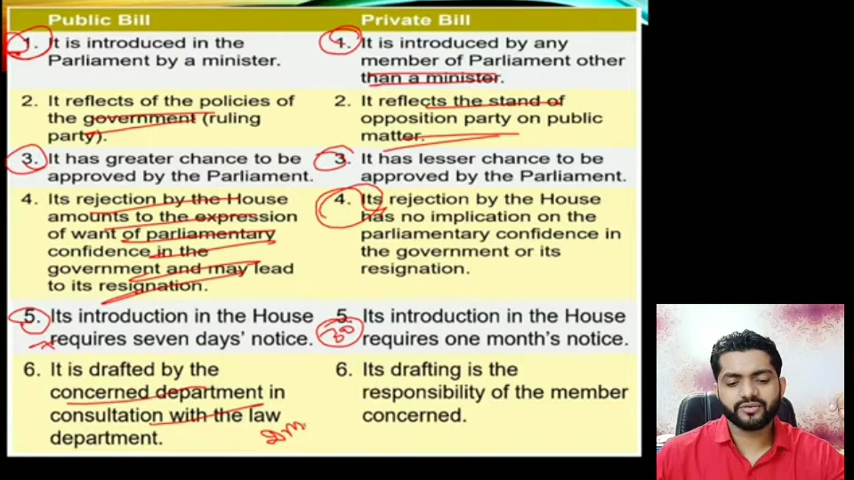 Public Bill
Private Bill
1. It is introduced in the
Parliament by a minister.
1. It is introduced by any
member of Parliament other
than a minister.
2. It reflects of the policies of
the government (ruling
party).
2. It reflects the stand of
opposition party on public
matter.
3. It has greater chance to be
approved by the Parliament.
3. It has lesser chance to be
approved by the Parliament.
4. Its rejection by the House
amounts to the expression
of want of parliamentary
confidence in the
government and may lead
to its resignation.
4. Its rejection by the House
has no implication on the
parliamentary confidence in
the government or its
resignation.
5. Its introduction in the House
requires seven days' notice.
5. Its introduction in the House
requires one month's notice.
30
6. It is drafted by the
concerned department in
consultation with the law
department.
6. Its drafting is the
responsibility of the member
concerned.